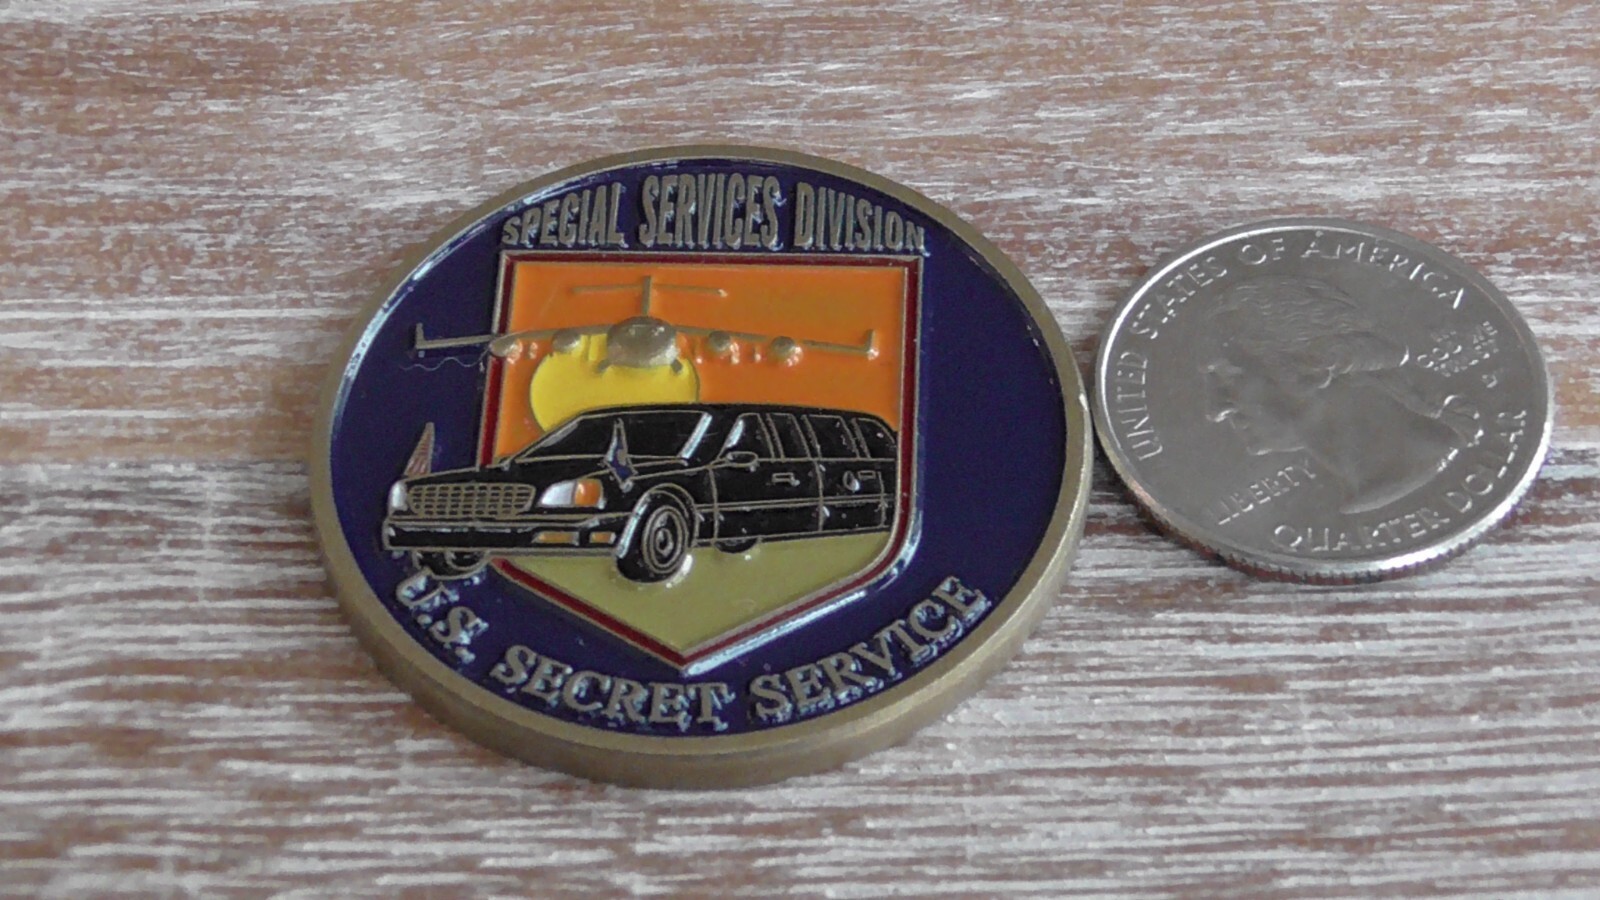 SPECIAL SERVICES DIVISION
U.S. SECRET SERVICE
UNITED STATES OF AMERICA
LIBERTY
QUARTER DOLLAR